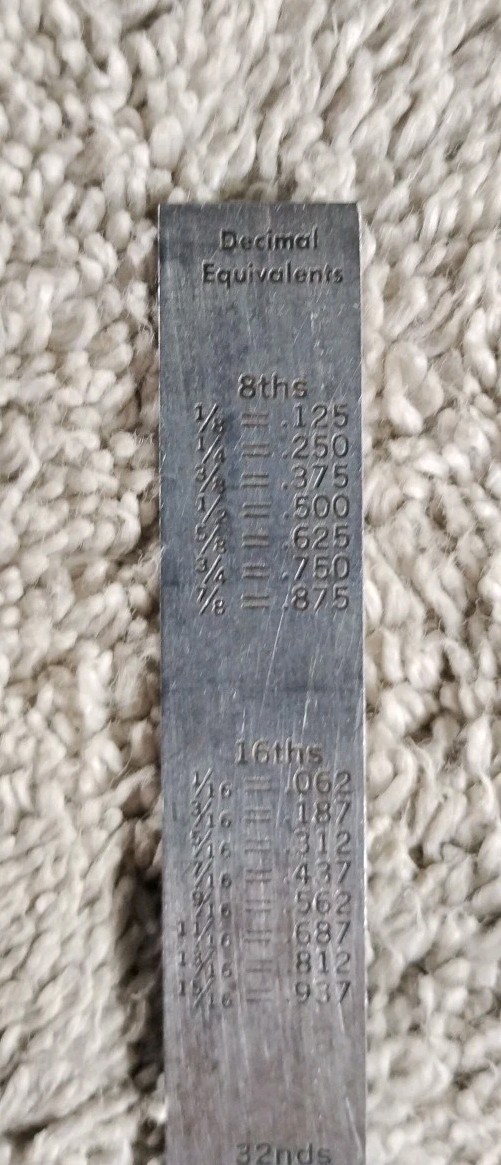 Decimal
Equivalents
8ths
1/8 = .125
1/4 = .250
3/8 = .375
1/2 = .500
5/8 = .625
3/4 = .750
7/8 = .875
16ths
1/16 = .062
3/16 = .187
5/16 = .312
7/16 = .437
9/16 = .562
11/16 = .687
13/16 = .812
15/16 = .937
32nds